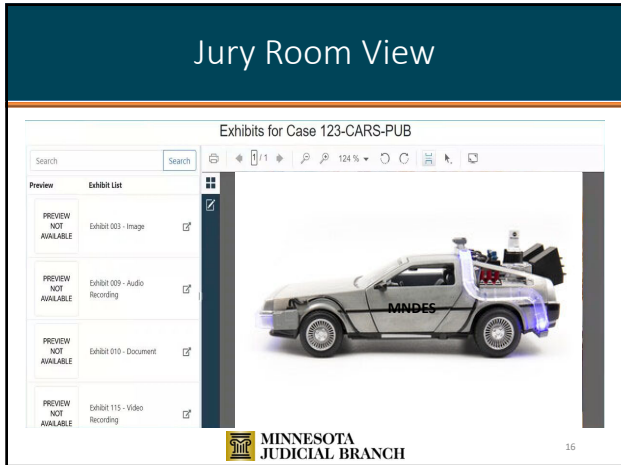 Jury Room View
Exhibits for Case 123-CARS-PUB
Search
Search
1 / 1
124 %
Preview
Exhibit List
PREVIEW
NOT
AVAILABLE
Exhibit 003 - Image
PREVIEW
NOT
AVAILABLE
Exhibit 009 - Audio
Recording
PREVIEW
NOT
AVAILABLE
Exhibit 010 - Document
PREVIEW
NOT
AVAILABLE
Exhibit 115 - Video
Recording
MNDES
MINNESOTA
JUDICIAL BRANCH
16